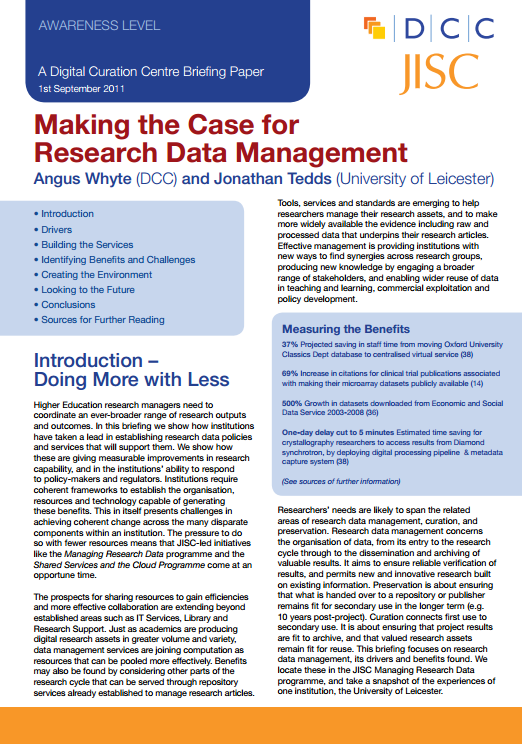 AWARENESS LEVEL
A Digital Curation Centre Briefing Paper
1st September 2011
DCC
JISC
Making the Case for
Research Data Management
Angus Whyte (DCC) and Jonathan Tedds (University of Leicester)
• Introduction
• Drivers
• Building the Services
• Identifying Benefits and Challenges
• Creating the Environment
• Looking to the Future
• Conclusions
• Sources for Further Reading
Introduction –
Doing More with Less
Higher Education research managers need to
coordinate an ever-broader range of research outputs
and outcomes. In this briefing we show how institutions
have taken a lead in establishing research data policies
and services that will support them. We show how
these are giving measurable improvements in research
capability, and in the institutions' ability to respond
to policy-makers and regulators. Institutions require
coherent frameworks to establish the organisation,
resources and technology capable of generating
these benefits. This in itself presents challenges in
achieving coherent change across the many disparate
components within an institution. The pressure to do
so with fewer resources means that JISC-led initiatives
like the Managing Research Data programme and the
Shared Services and the Cloud Programme come at an
opportune time.
The prospects for sharing resources to gain efficiencies
and more effective collaboration are extending beyond
established areas such as IT Services, Library and
Research Support. Just as academics are producing
digital research assets in greater volume and variety,
data management services are joining computation as
resources that can be pooled more effectively. Benefits
may also be found by considering other parts of the
research cycle that can be served through repository
services already established to manage research articles.
Tools, services and standards are emerging to help
researchers manage their research assets, and to make
more widely available the evidence including raw and
processed data that underpins their research articles.
Effective management is providing institutions with
new ways to find synergies across research groups,
producing new knowledge by engaging a broader
range of stakeholders, and enabling wider reuse of data
in teaching and learning, commercial exploitation and
policy development.
Measuring the Benefits
37% Projected saving in staff time from moving Oxford University
Classics Dept database to centralised virtual service (38)
69% Increase in citations for clinical trial publications associated
with making their microarray datasets publicly available (14)
500% Growth in datasets downloaded from Economic and Social
Data Service 2003-2008 (36)
One-day delay cut to 5 minutes Estimated time saving for
crystallography researchers to access results from Diamond
synchrotron, by deploying digital processing pipeline & metadata
capture system (38)
(See sources of further information)
Researchers' needs are likely to span the related
areas of research data management, curation, and
preservation. Research data management concerns
the organisation of data, from its entry to the research
cycle through to the dissemination and archiving of
valuable results. It aims to ensure reliable verification of
results, and permits new and innovative research built
on existing information. Preservation is about ensuring
that what is handed over to a repository or publisher
remains fit for secondary use in the longer term (e.g.
10 years post-project). Curation connects first use to
secondary use. It is about ensuring that project results
are fit to archive, and that valued research assets
remain fit for reuse. This briefing focuses on research
data management, its drivers and benefits found. We
locate these in the JISC Managing Research Data
programme, and take a snapshot of the experiences of
one institution, the University of Leicester.